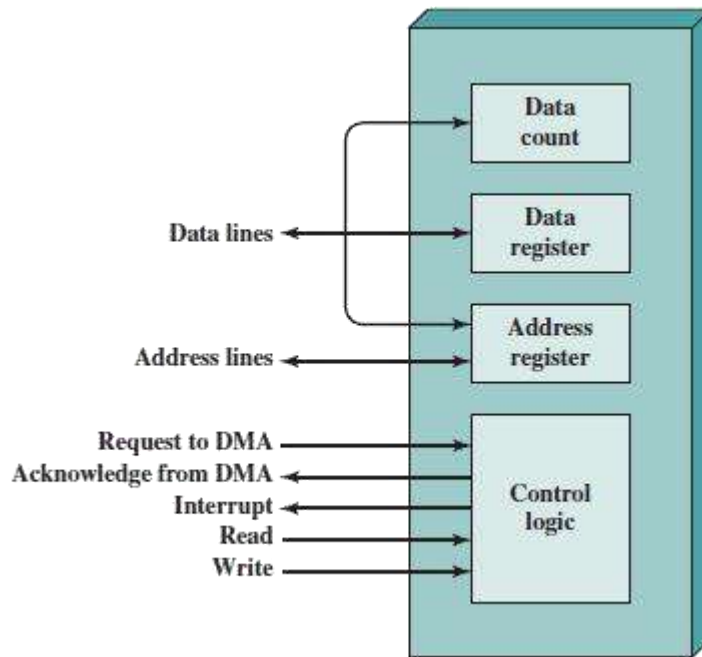 Data
count
Data lines
Data
register
Address lines
Address
register
Request to DMA
Acknowledge from DMA
Interrupt
Read
Write
Control
logic